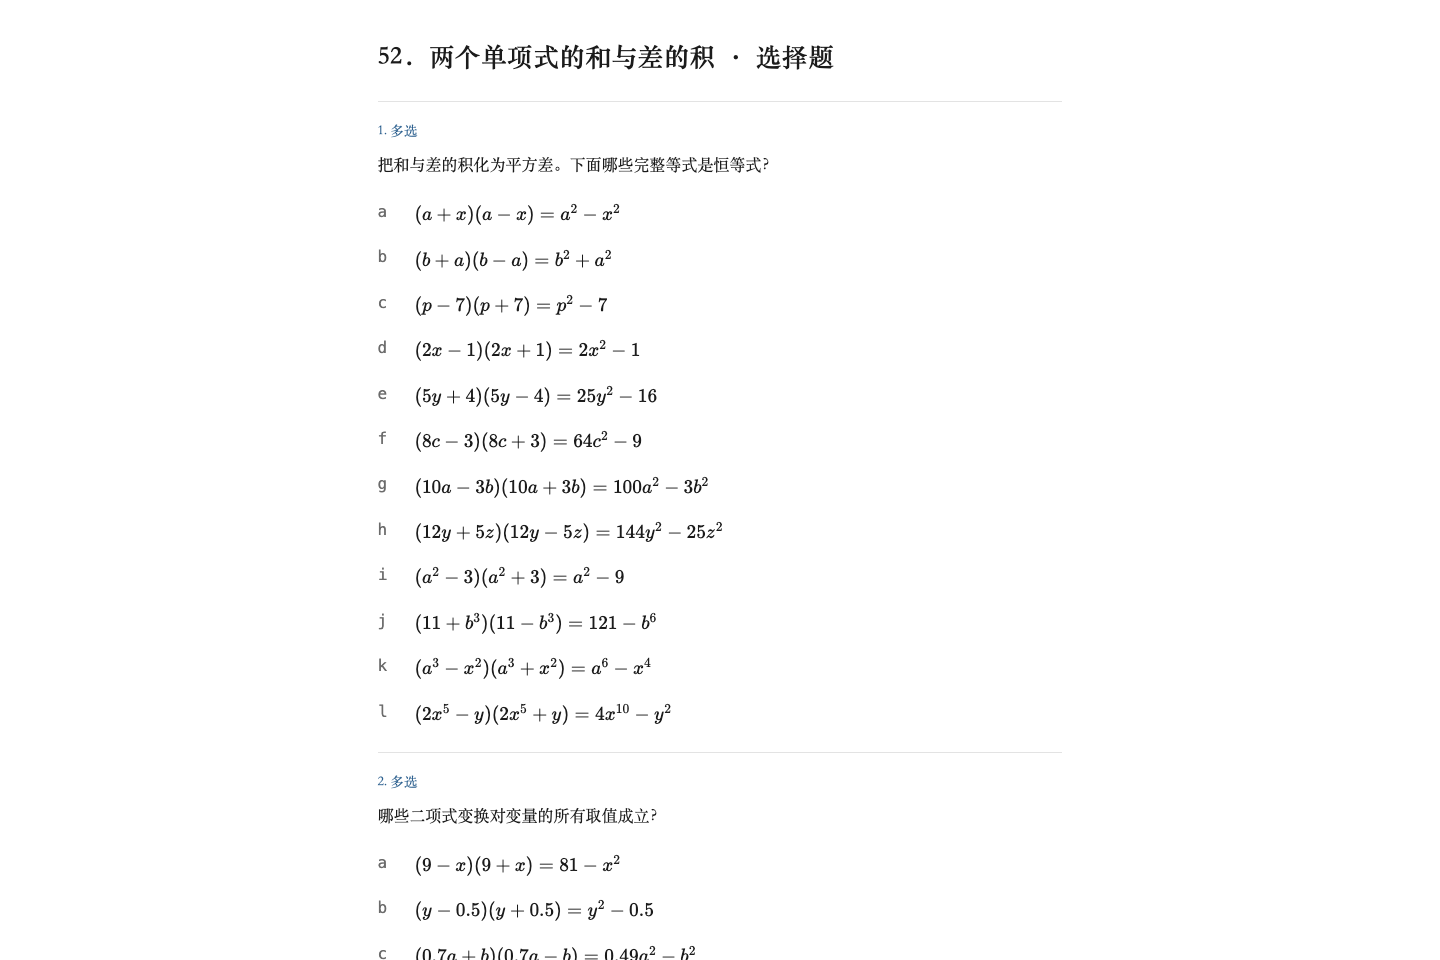 52. 两个单项式的和与差的积 · 选择题
1. 多选
把和与差的积化为平方差。下面哪些完整等式是恒等式?
a (a + x)(a − x) = a² − x²
b (b + a)(b − a) = b² + a²
c (p − 7)(p + 7) = p² − 7
d (2x − 1)(2x + 1) = 2x² − 1
e (5y + 4)(5y − 4) = 25y² − 16
f (8c − 3)(8c + 3) = 64c² − 9
g (10a − 3b)(10a + 3b) = 100a² − 3b²
h (12y + 5z)(12y − 5z) = 144y² − 25z²
i (a² − 3)(a² + 3) = a² − 9
j (11 + b³)(11 − b³) = 121 − b⁶
k (a³ − x²)(a³ + x²) = a⁶ − x⁴
l (2x⁵ − y)(2x⁵ + y) = 4x¹⁰ − y²
2. 多选
哪些二项式变换对变量的所有取值成立?
a (9 − x)(9 + x) = 81 − x²
b (y − 0.5)(y + 0.5) = y² − 0.5
c (0.7a + b)(0.7a − b) = 0.49a² − b²